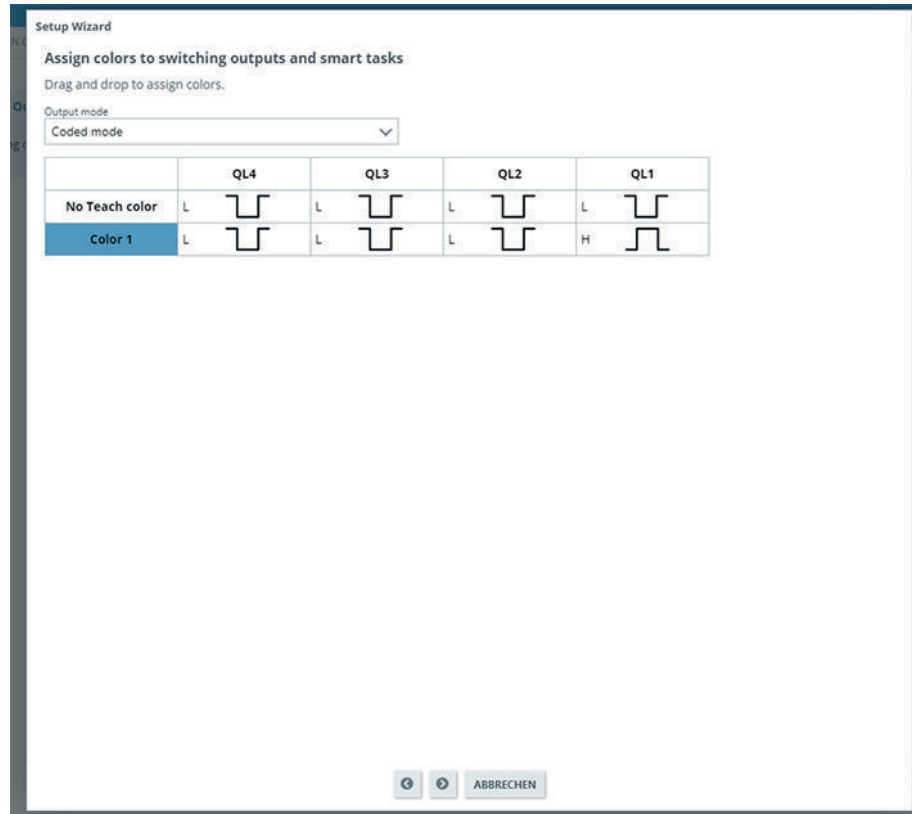 Setup Wizard
Assign colors to switching outputs and smart tasks
Drag and drop to assign colors.
Output mode
Coded mode
QL4 QL3 QL2 QL1
No Teach color L L L L
Color 1 L L L H
ABBRECHEN